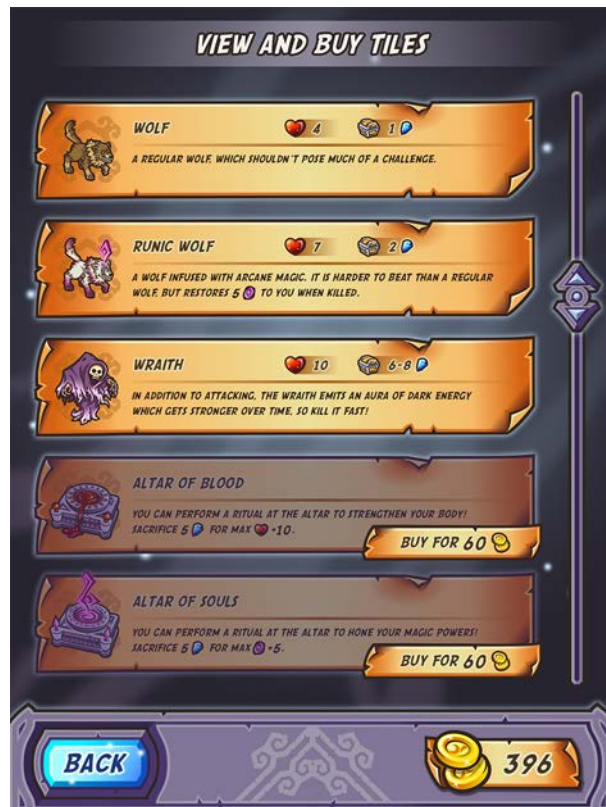 VIEW AND BUY TILES
WOLF 4 1
A REGULAR WOLF, WHICH SHOULDN'T POSE MUCH OF A CHALLENGE.
RUNIC WOLF 7 2
A WOLF INFUSED WITH ARCANE MAGIC. IT IS HARDER TO BEAT THAN A REGULAR
WOLF, BUT RESTORES 5 TO YOU WHEN KILLED.
WRAITH 10 6-8
IN ADDITION TO ATTACKING, THE WRAITH EMITS AN AURA OF DARK ENERGY
WHICH GETS STRONGER OVER TIME, SO KILL IT FAST!
ALTAR OF BLOOD
YOU CAN PERFORM A RITUAL AT THE ALTAR TO STRENGTHEN YOUR BODY!
SACRIFICE 5 FOR MAX +10.
BUY FOR 60
ALTAR OF SOULS
YOU CAN PERFORM A RITUAL AT THE ALTAR TO HONE YOUR MAGIC POWERS!
SACRIFICE 5 FOR MAX +5.
BUY FOR 60
BACK
396